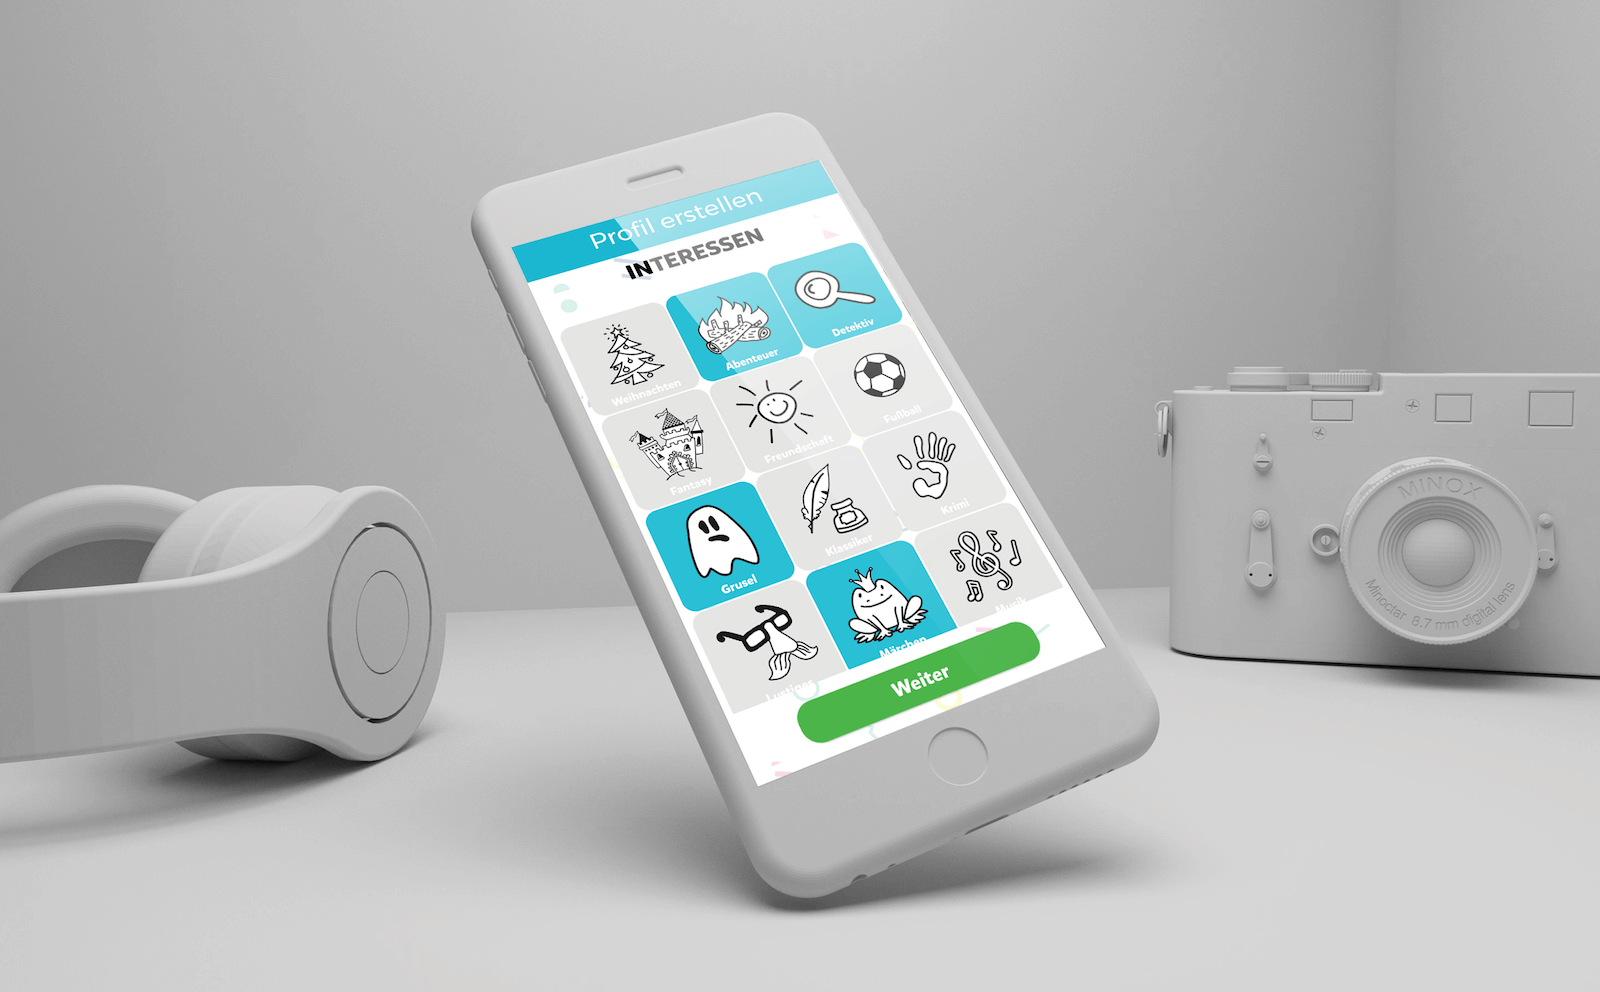 Profil erstellen
INTERESSEN
Weihnachten
Abenteuer
Detektiv
Fantasy
Freundschaft
Fußball
Grusel
Klassiker
Krimi
Lustiges
Märchen
Musik
Weiter
MINOX
Minoctar 8.7 mm digital lens